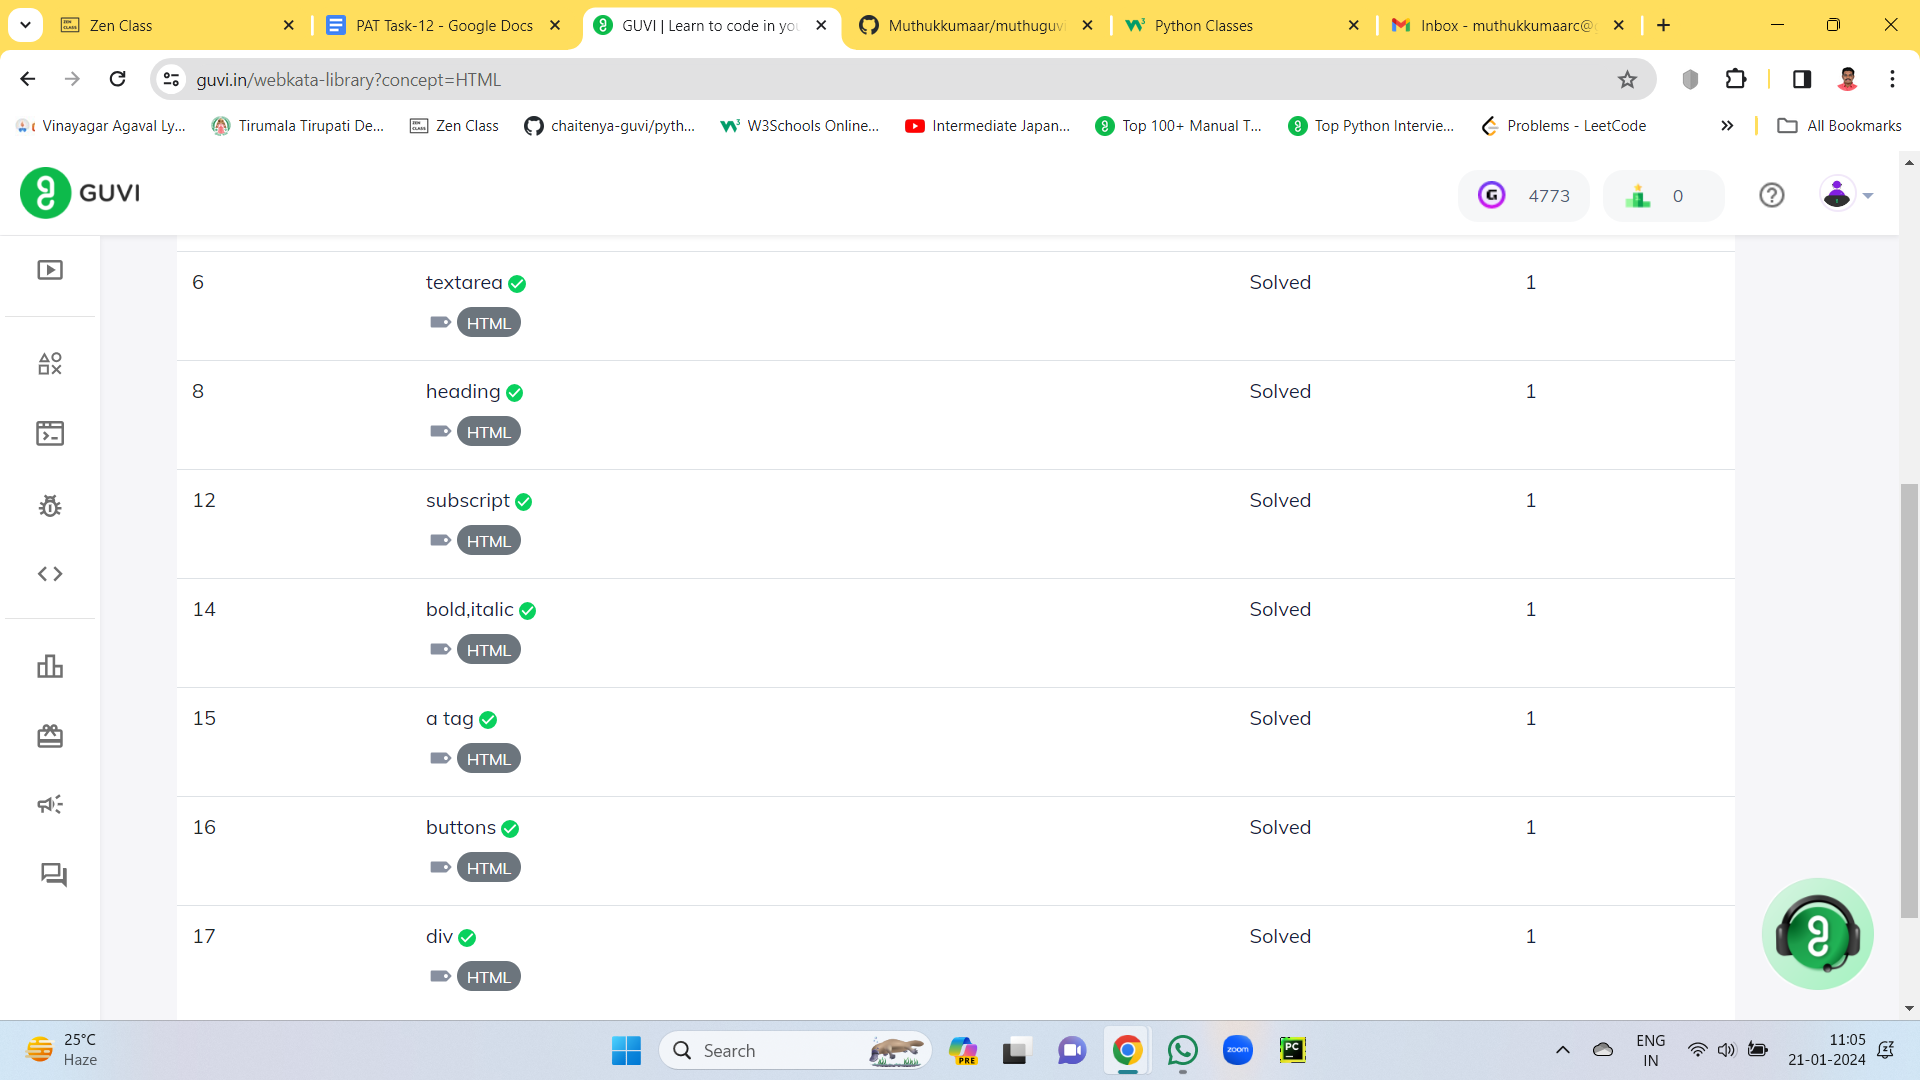 Zen Class
PAT Task-12 - Google Docs
GUVI | Learn to code in you
Muthukkumaar/muthuguvi
Python Classes
Inbox - muthukkumaarc@g
guvi.in/webkata-library?concept=HTML
Vinayagar Agaval Ly...
Tirumala Tirupati De...
Zen Class
chaitenya-guvi/pyth...
W3Schools Online...
Intermediate Japan...
Top 100+ Manual T...
Top Python Intervie...
Problems - LeetCode
All Bookmarks
GUVI
4773
0
6 textarea Solved 1
HTML
8 heading Solved 1
HTML
12 subscript Solved 1
HTML
14 bold,italic Solved 1
HTML
15 a tag Solved 1
HTML
16 buttons Solved 1
HTML
17 div Solved 1
HTML
25°C
Haze
Search
PRE
zoom
PC
ENG
IN
11:05
21-01-2024